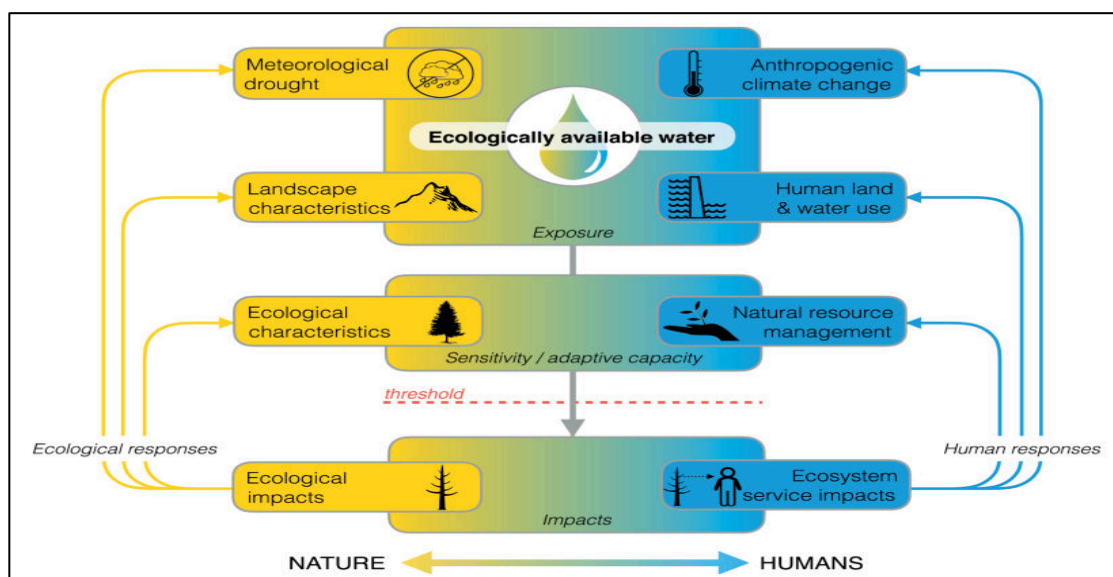 Meteorological
drought
Anthropogenic
climate change
Ecologically available water
Landscape
characteristics
Human land
& water use
Exposure
Ecological
characteristics
Natural resource
management
Sensitivity / adaptive capacity
threshold
Ecological responses
Human responses
Ecological
impacts
Ecosystem
service impacts
Impacts
NATURE
HUMANS